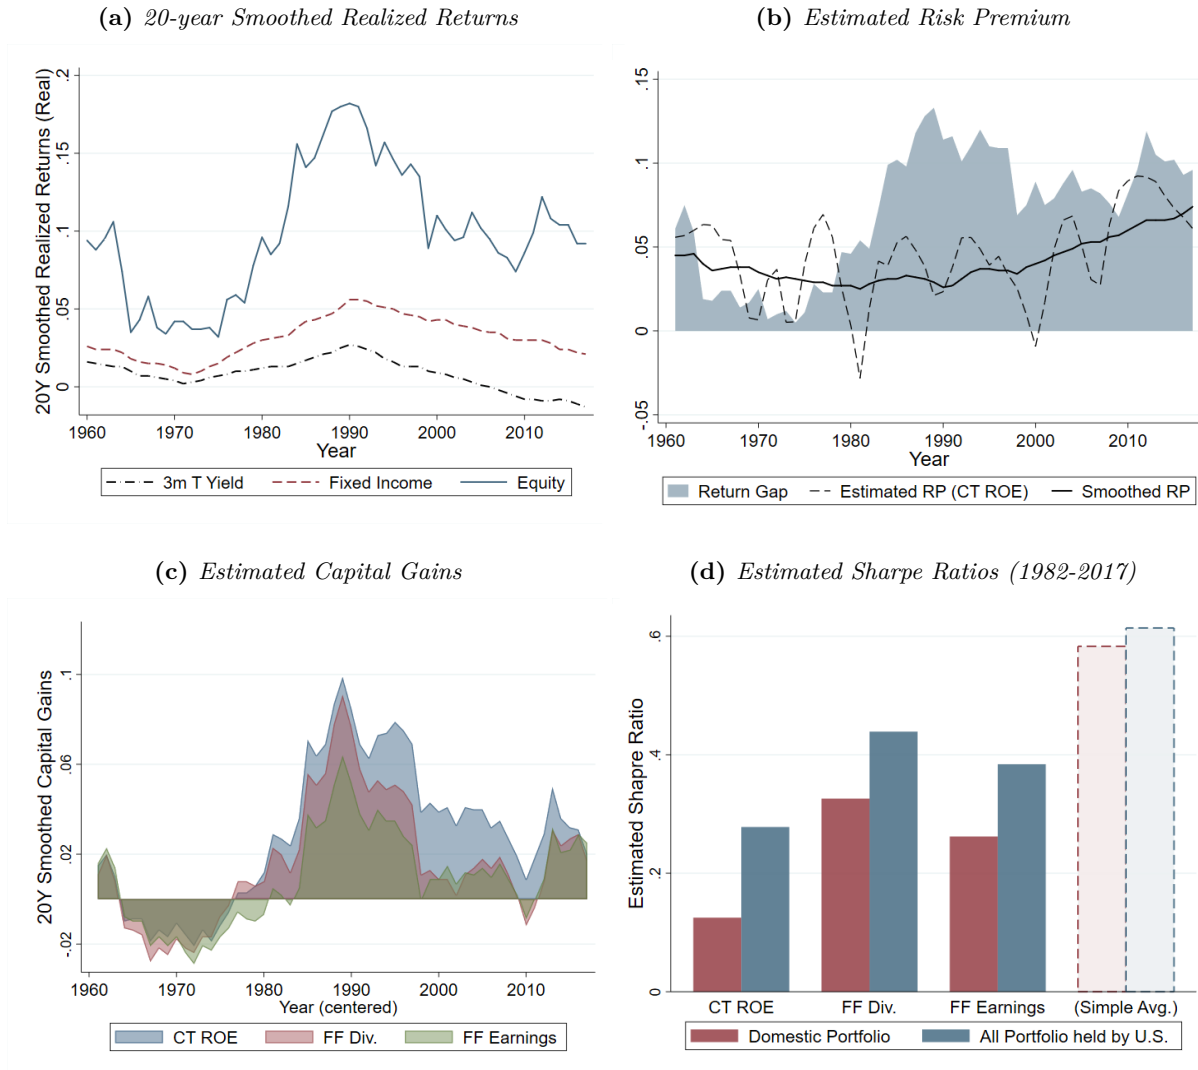 (a) 20-year Smoothed Realized Returns
20Y Smoothed Realized Returns (Real)
.2
.15
.1
.05
0
1960 1970 1980 1990 2000 2010
Year
3m T Yield Fixed Income Equity
(b) Estimated Risk Premium
.15
.1
.05
0
-.05
1960 1970 1980 1990 2000 2010
Year
Return Gap Estimated RP (CT ROE) Smoothed RP
(c) Estimated Capital Gains
20Y Smoothed Capital Gains
.1
.06
.02
-.02
1960 1970 1980 1990 2000 2010
Year (centered)
CT ROE FF Div. FF Earnings
(d) Estimated Sharpe Ratios (1982-2017)
Estimated Shapre Ratio
.6
.4
.2
0
CT ROE FF Div. FF Earnings (Simple Avg.)
Domestic Portfolio All Portfolio held by U.S.